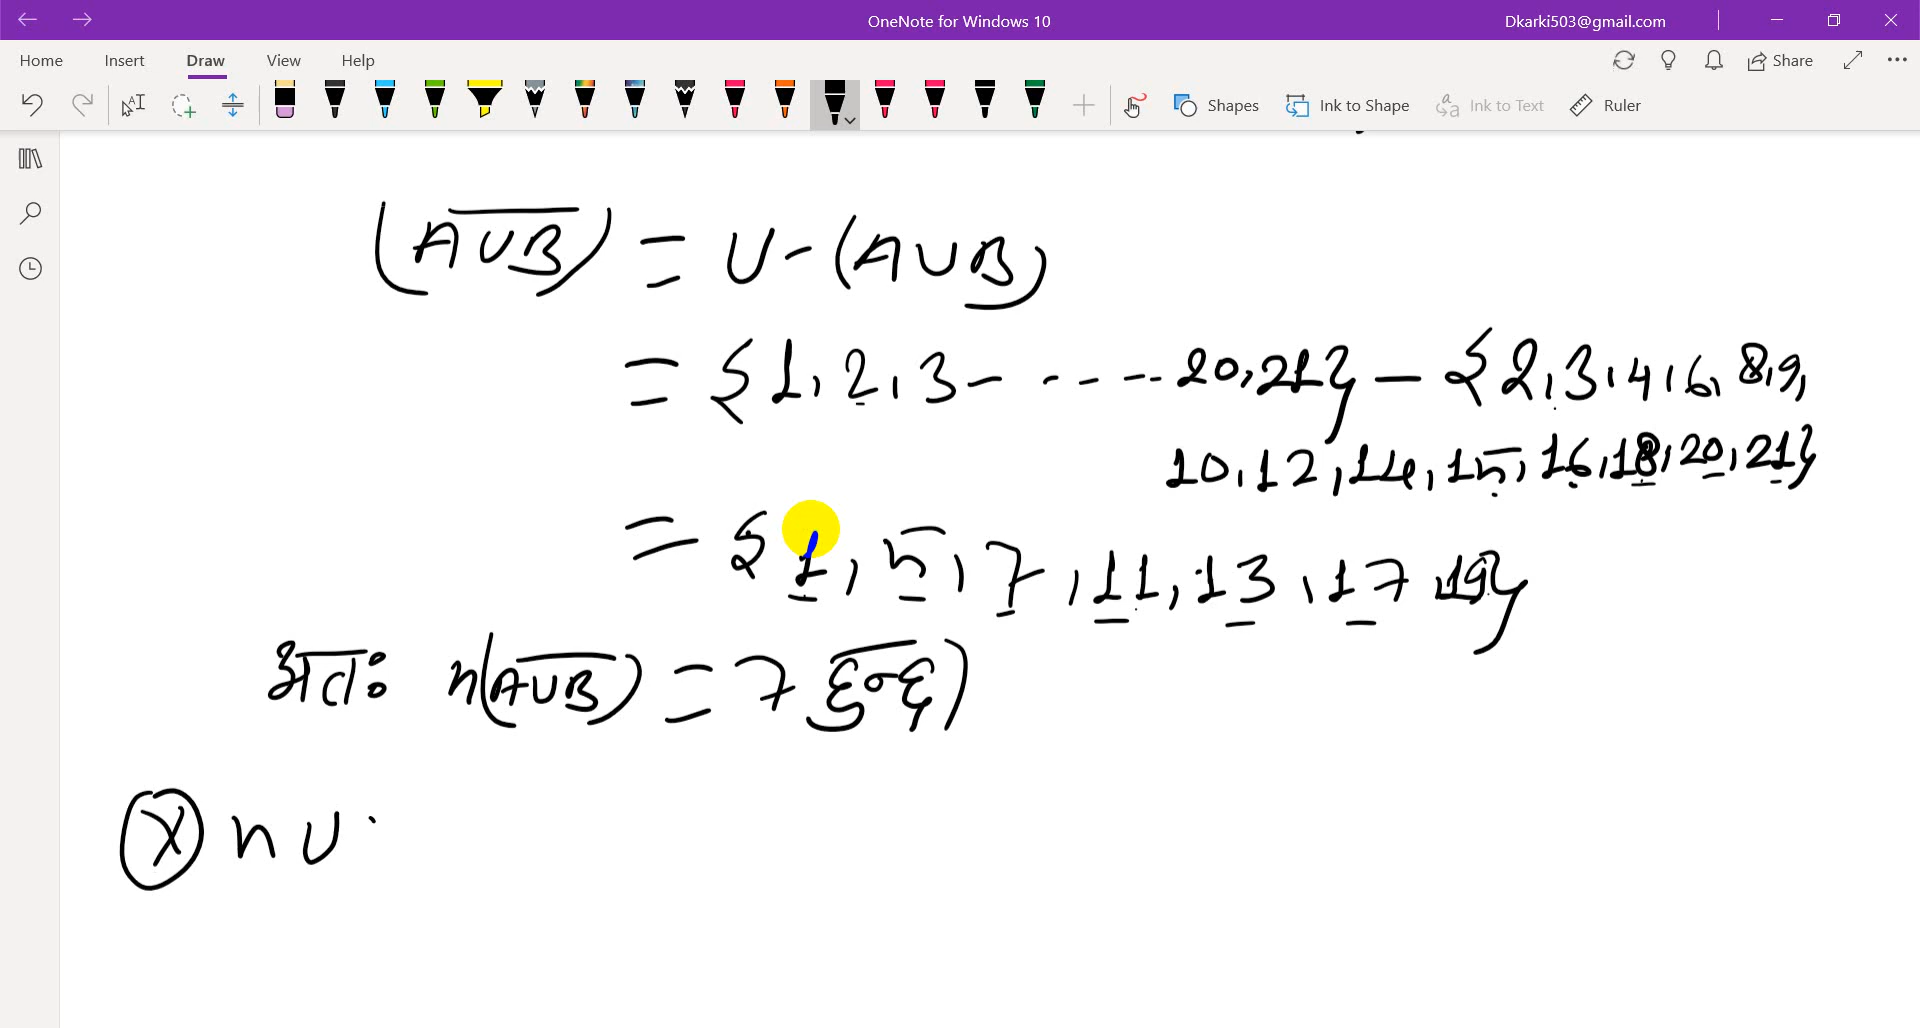 OneNote for Windows 10
Dkarki503@gmail.com
Home Insert Draw View Help
Share
Shapes Ink to Shape Ink to Text Ruler
(A̅∪̅B̅) = U - (A∪B)
= {1, 2, 3 - - - - - 20, 21} - {2, 3, 4, 6, 8, 9,
10, 12, 14, 15, 16, 18, 20, 21}
= {1, 5, 7, 11, 13, 17, 19}
अतः n(A̅∪̅B̅) = 7
(X) n U